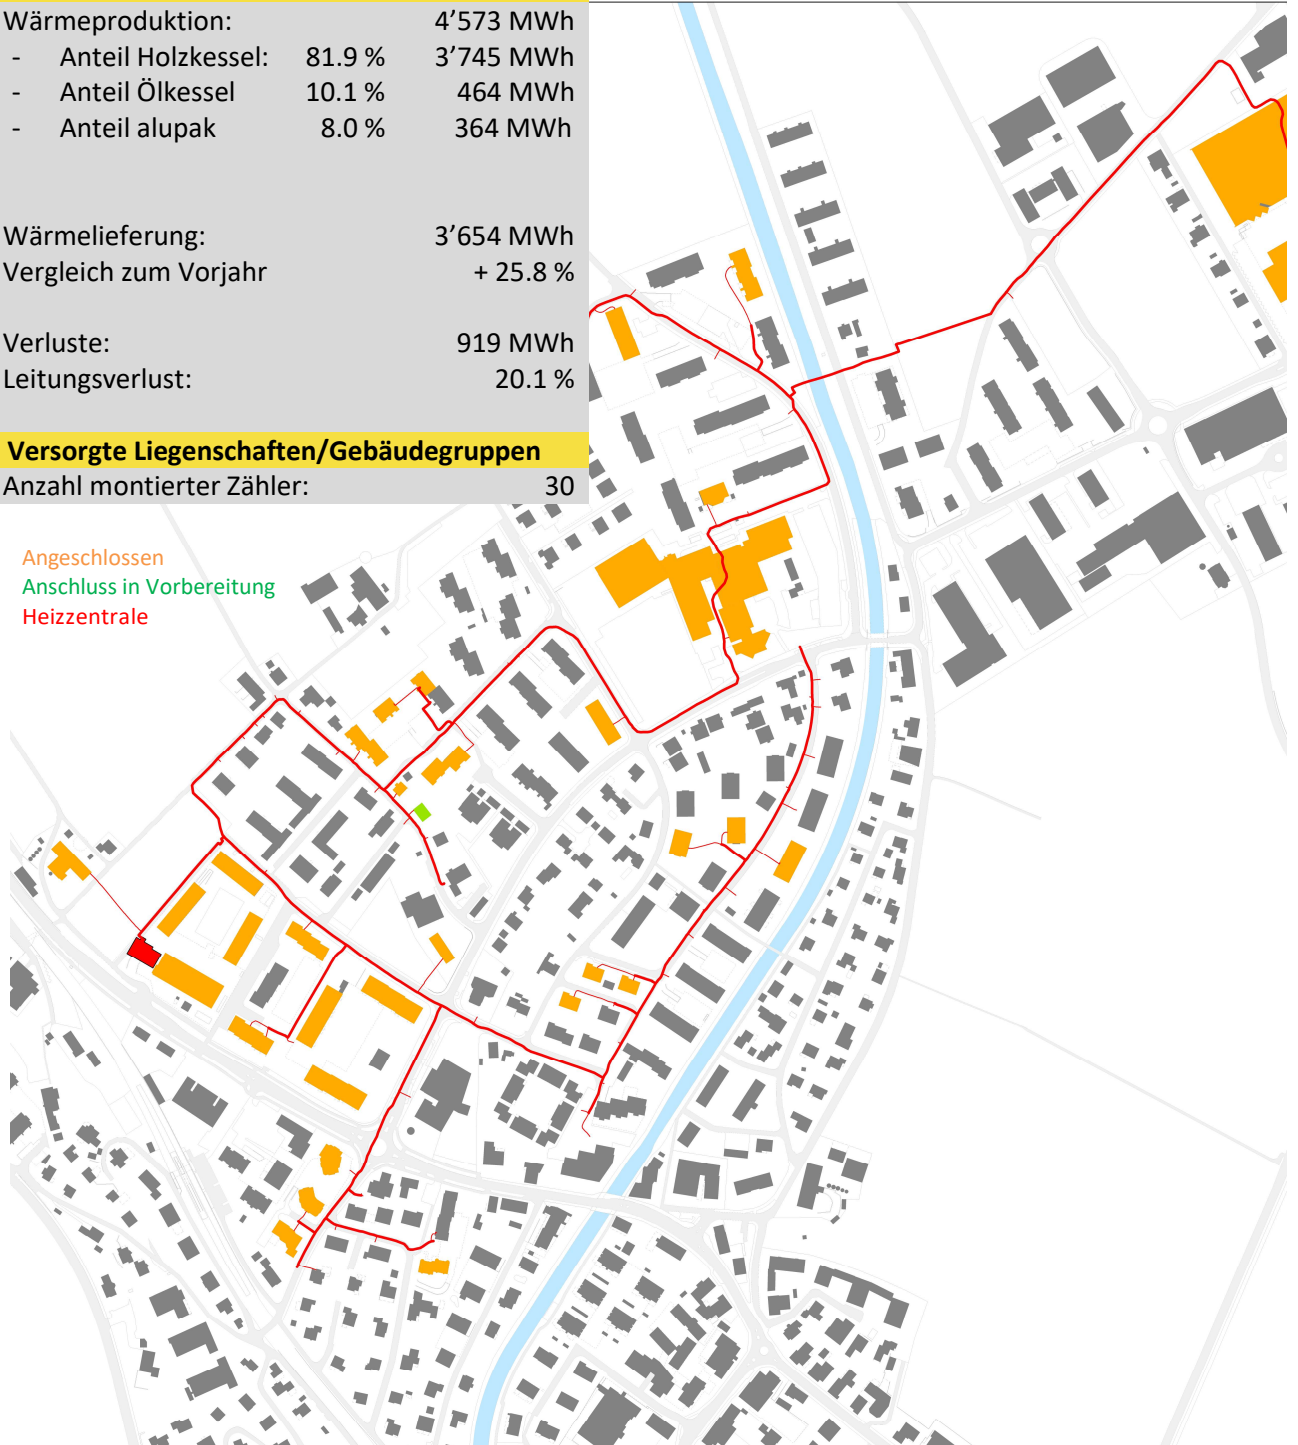 Wärmeproduktion: 4’573 MWh
- Anteil Holzkessel: 81.9 % 3’745 MWh
- Anteil Ölkessel 10.1 % 464 MWh
- Anteil alupak 8.0 % 364 MWh
Wärmelieferung: 3’654 MWh
Vergleich zum Vorjahr + 25.8 %
Verluste: 919 MWh
Leitungsverlust: 20.1 %
Versorgte Liegenschaften/Gebäudegruppen
Anzahl montierter Zähler: 30
Angeschlossen
Anschluss in Vorbereitung
Heizzentrale